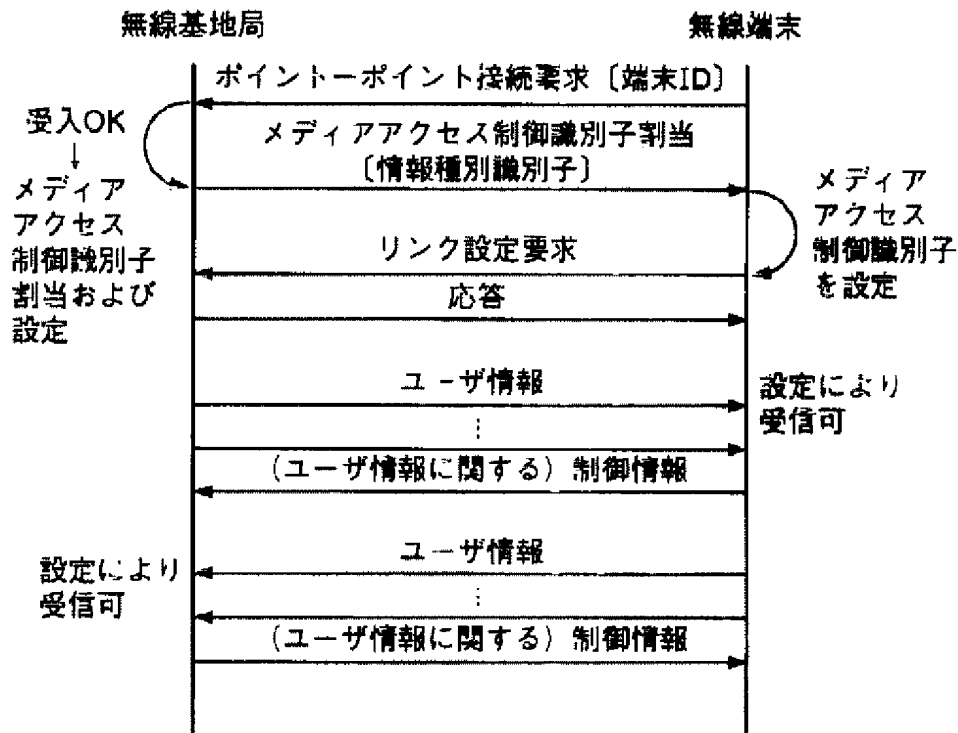 無線基地局
無線端末
ポイントーポイント接続要求〔端末ID〕
受入OK
↓
メディア
アクセス
制御識別子
割当および
設定
メディアアクセス制御識別子割当
〔情報種別識別子〕
メディア
アクセス
制御識別子
を設定
リンク設定要求
応答
ユーザ情報
設定により
受信可
⋮
(ユーザ情報に関する)制御情報
ユーザ情報
設定により
受信可
⋮
(ユーザ情報に関する)制御情報